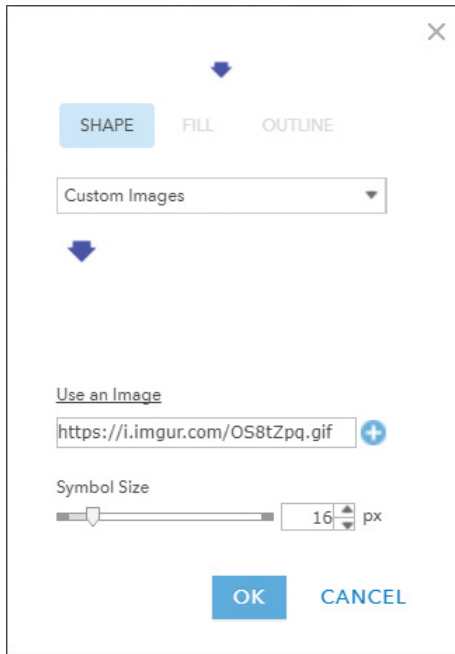 SHAPE FILL OUTLINE
Custom Images
Use an Image
https://i.imgur.com/OS8tZpq.gif
Symbol Size
16 px
OK CANCEL